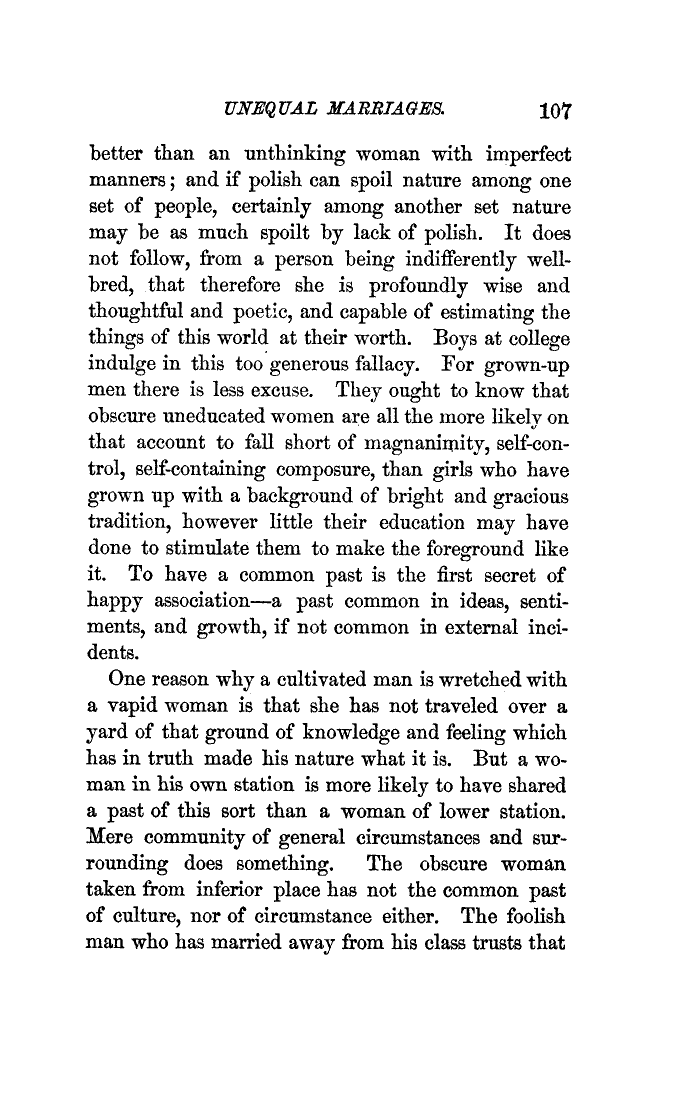 UNEQUAL MARRIAGES. 107
better than an unthinking woman with imperfect
manners; and if polish can spoil nature among one
set of people, certainly among another set nature
may be as much spoilt by lack of polish. It does
not follow, from a person being indifferently well-
bred, that therefore she is profoundly wise and
thoughtful and poetic, and capable of estimating the
things of this world at their worth. Boys at college
indulge in this too generous fallacy. For grown-up
men there is less excuse. They ought to know that
obscure uneducated women are all the more likely on
that account to fall short of magnanimity, self-con-
trol, self-containing composure, than girls who have
grown up with a background of bright and gracious
tradition, however little their education may have
done to stimulate them to make the foreground like
it. To have a common past is the first secret of
happy association—a past common in ideas, senti-
ments, and growth, if not common in external inci-
dents.
One reason why a cultivated man is wretched with
a vapid woman is that she has not traveled over a
yard of that ground of knowledge and feeling which
has in truth made his nature what it is. But a wo-
man in his own station is more likely to have shared
a past of this sort than a woman of lower station.
Mere community of general circumstances and sur-
rounding does something. The obscure woman
taken from inferior place has not the common past
of culture, nor of circumstance either. The foolish
man who has married away from his class trusts that